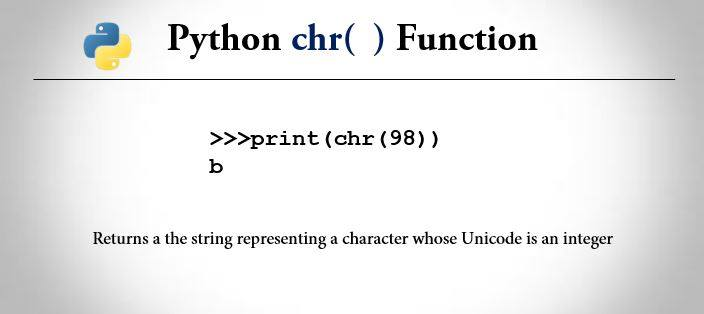 Python chr( ) Function
>>>print(chr(98))
b
Returns a the string representing a character whose Unicode is an integer